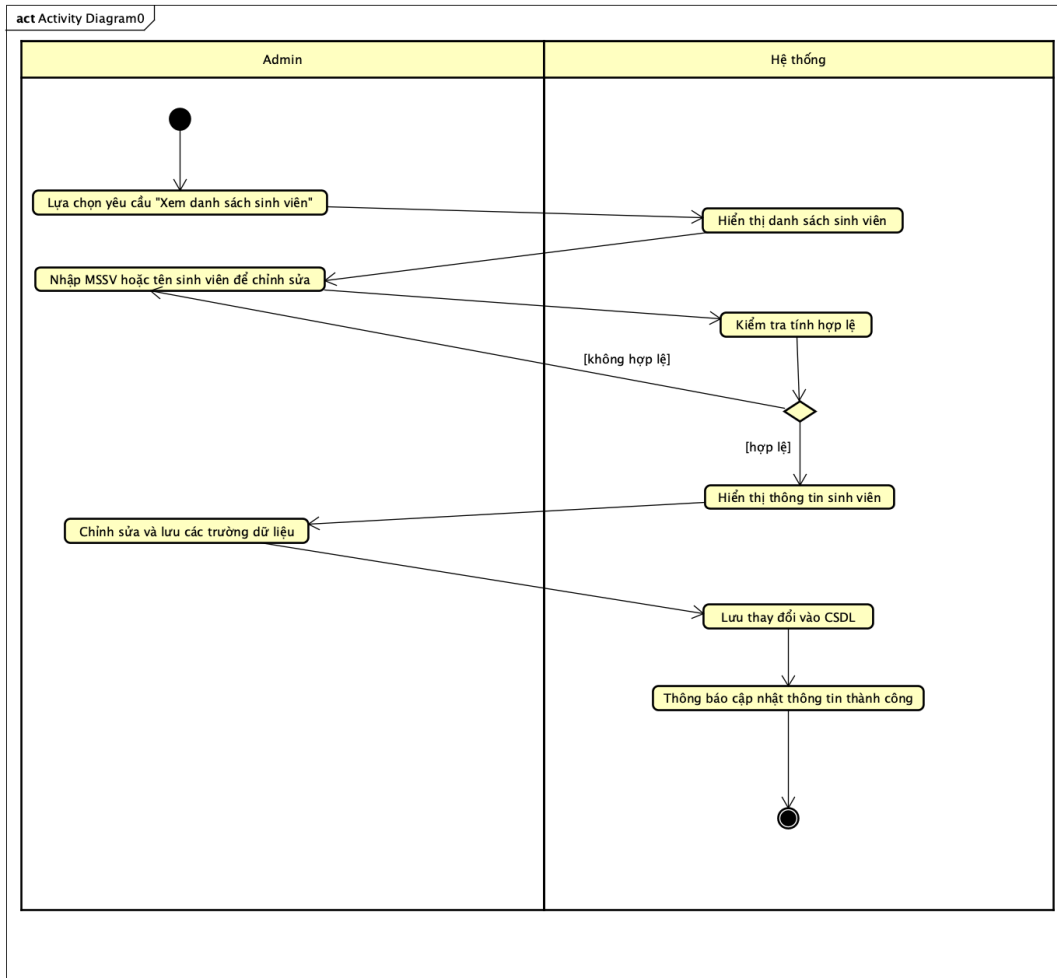 act Activity Diagram0
Admin
Hệ thống
Lựa chọn yêu cầu "Xem danh sách sinh viên"
Hiển thị danh sách sinh viên
Nhập MSSV hoặc tên sinh viên để chỉnh sửa
Kiểm tra tính hợp lệ
[không hợp lệ]
[hợp lệ]
Hiển thị thông tin sinh viên
Chỉnh sửa và lưu các trường dữ liệu
Lưu thay đổi vào CSDL
Thông báo cập nhật thông tin thành công